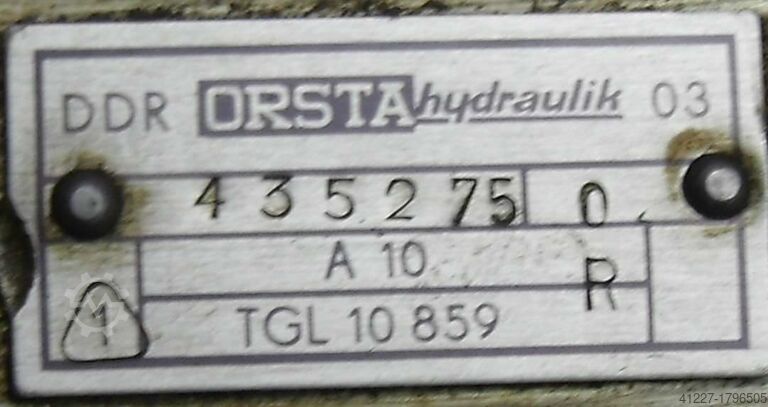 DDR ORSTA hydraulik 03
4 3 5 2 75 0
A 10 R
1 TGL 10 859
41227-1796505